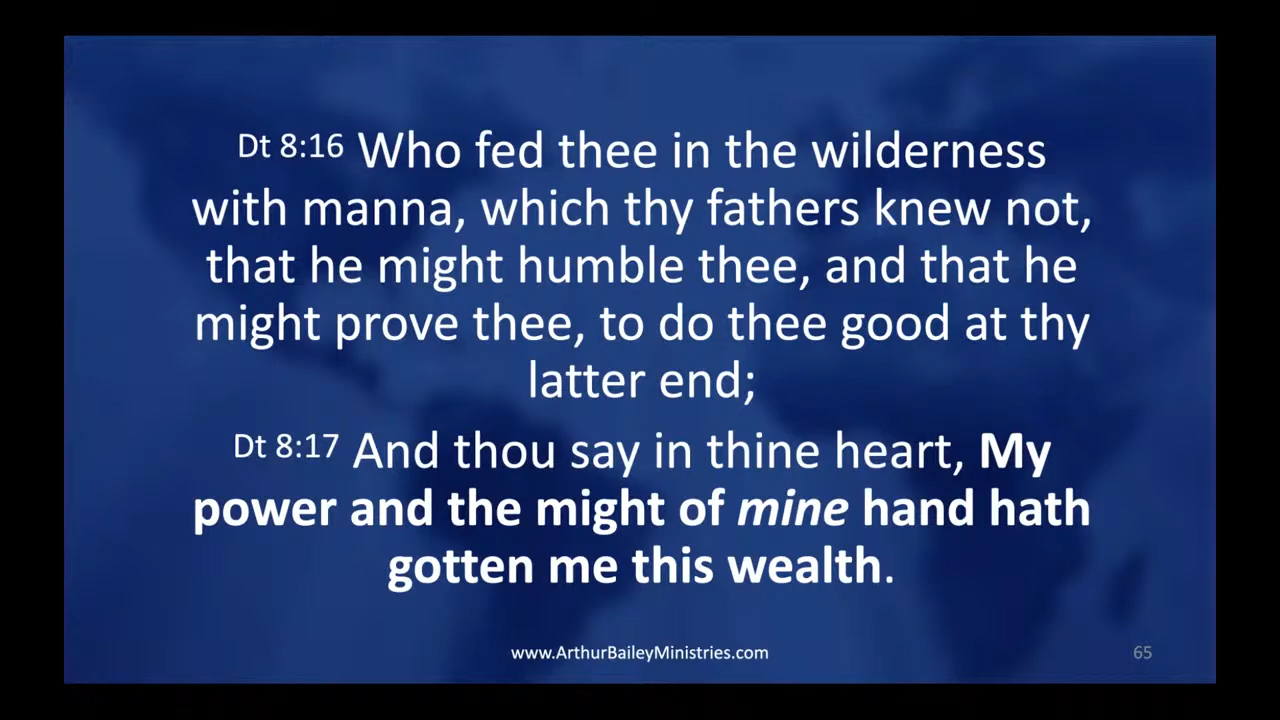 Dt 8:16 Who fed thee in the wilderness
with manna, which thy fathers knew not,
that he might humble thee, and that he
might prove thee, to do thee good at thy
latter end;
Dt 8:17 And thou say in thine heart, My
power and the might of mine hand hath
gotten me this wealth.
www.ArthurBaileyMinistries.com
65